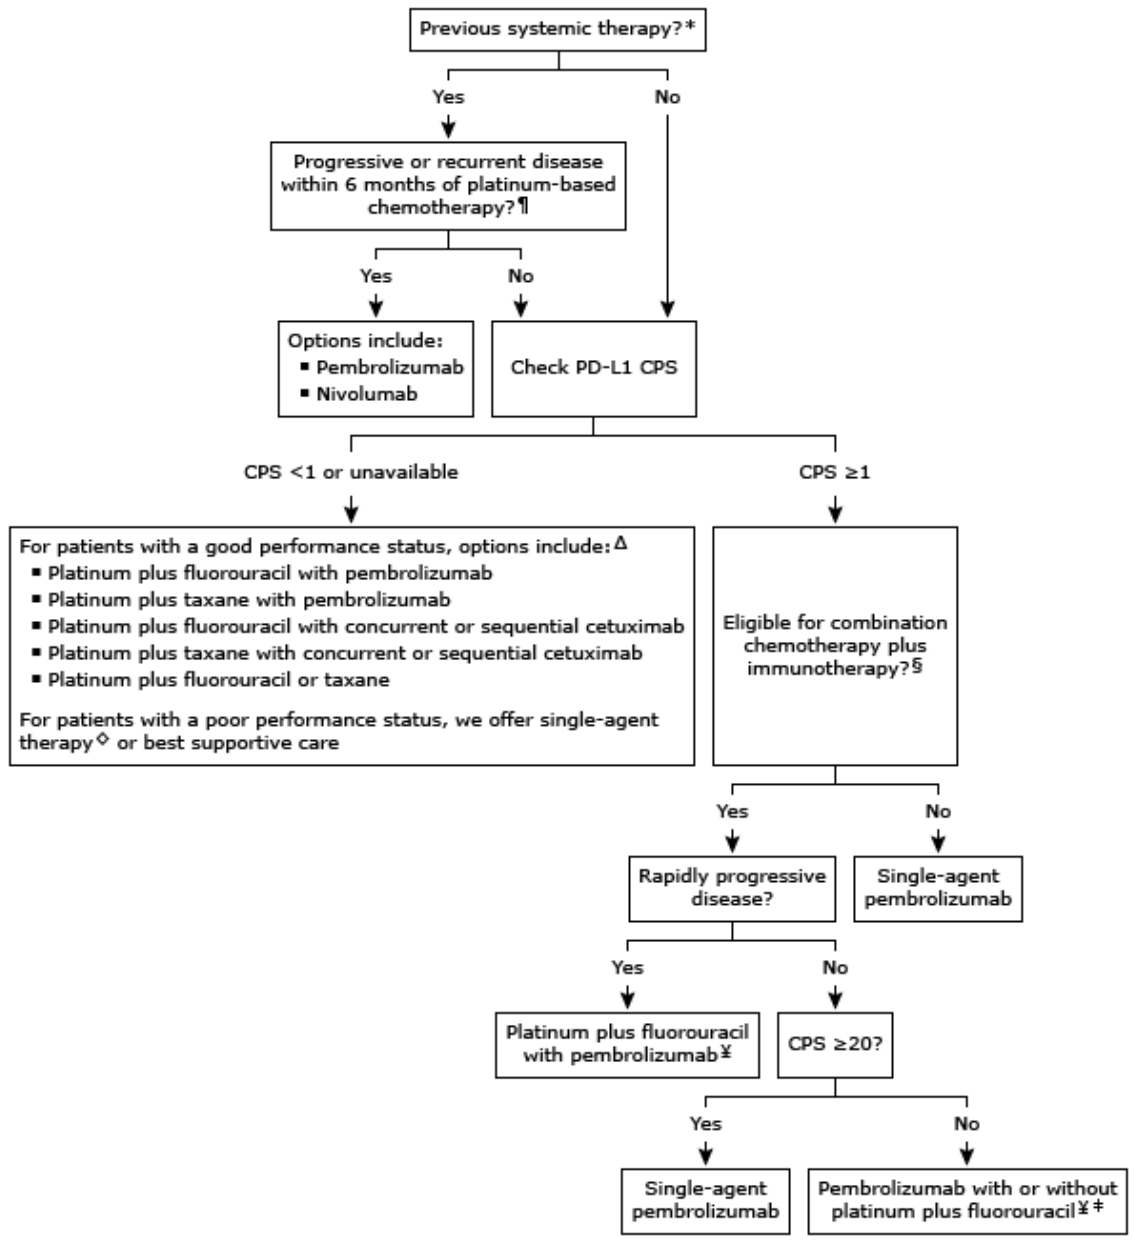 Previous systemic therapy?*
Yes
No
Progressive or recurrent disease
within 6 months of platinum-based
chemotherapy?¶
Yes
No
Options include:
▪ Pembrolizumab
▪ Nivolumab
Check PD-L1 CPS
CPS <1 or unavailable
CPS ≥1
For patients with a good performance status, options include:Δ
▪ Platinum plus fluorouracil with pembrolizumab
▪ Platinum plus taxane with pembrolizumab
▪ Platinum plus fluorouracil with concurrent or sequential cetuximab
▪ Platinum plus taxane with concurrent or sequential cetuximab
▪ Platinum plus fluorouracil or taxane
For patients with a poor performance status, we offer single-agent
therapy◇ or best supportive care
Eligible for combination
chemotherapy plus
immunotherapy?§
Yes
No
Rapidly progressive
disease?
Single-agent
pembrolizumab
Yes
No
Platinum plus fluorouracil
with pembrolizumab¥
CPS ≥20?
Yes
No
Single-agent
pembrolizumab
Pembrolizumab with or without
platinum plus fluorouracil¥‡